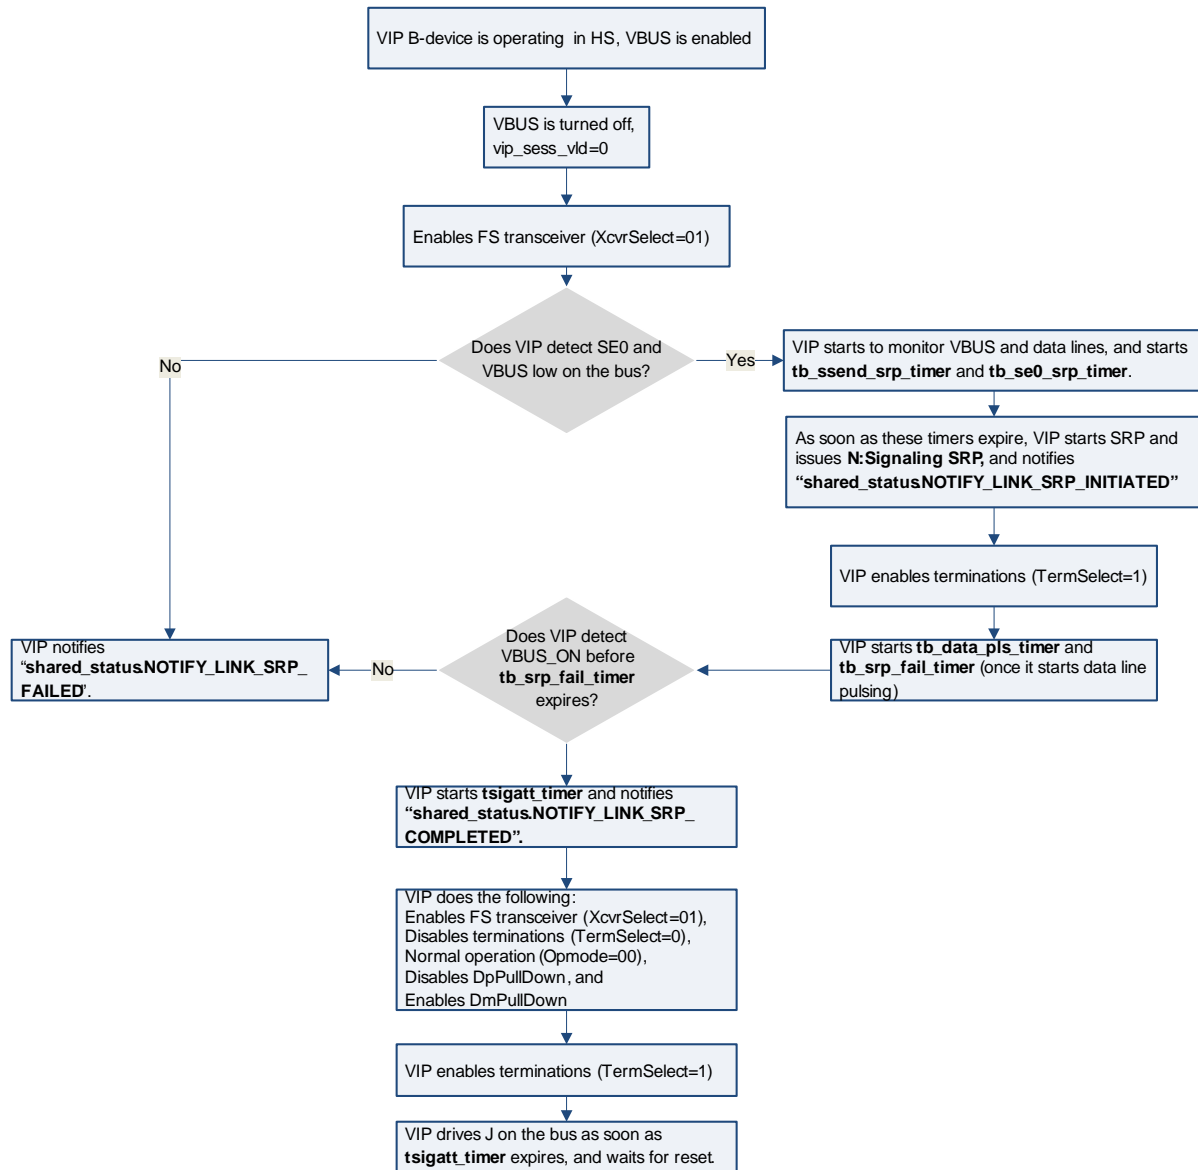 VIP B-device is operating in HS, VBUS is enabled
VBUS is turned off,
vip_sess_vld=0
Enables FS transceiver (XcvrSelect=01)
Does VIP detect SE0 and
VBUS low on the bus?
No
Yes
VIP starts to monitor VBUS and data lines, and starts
tb_ssend_srp_timer and tb_se0_srp_timer.
As soon as these timers expire, VIP starts SRP and
issues N:Signaling SRP, and notifies
“shared_status.NOTIFY_LINK_SRP_INITIATED”
VIP enables terminations (TermSelect=1)
VIP starts tb_data_pls_timer and
tb_srp_fail_timer (once it starts data line
pulsing)
Does VIP detect
VBUS_ON before
tb_srp_fail_timer
expires?
No
VIP notifies
“shared_status.NOTIFY_LINK_SRP_
FAILED”.
VIP starts tsigatt_timer and notifies
“shared_status.NOTIFY_LINK_SRP_
COMPLETED”.
VIP does the following:
Enables FS transceiver (XcvrSelect=01),
Disables terminations (TermSelect=0),
Normal operation (Opmode=00),
Disables DpPullDown, and
Enables DmPullDown
VIP enables terminations (TermSelect=1)
VIP drives J on the bus as soon as
tsigatt_timer expires, and waits for reset.